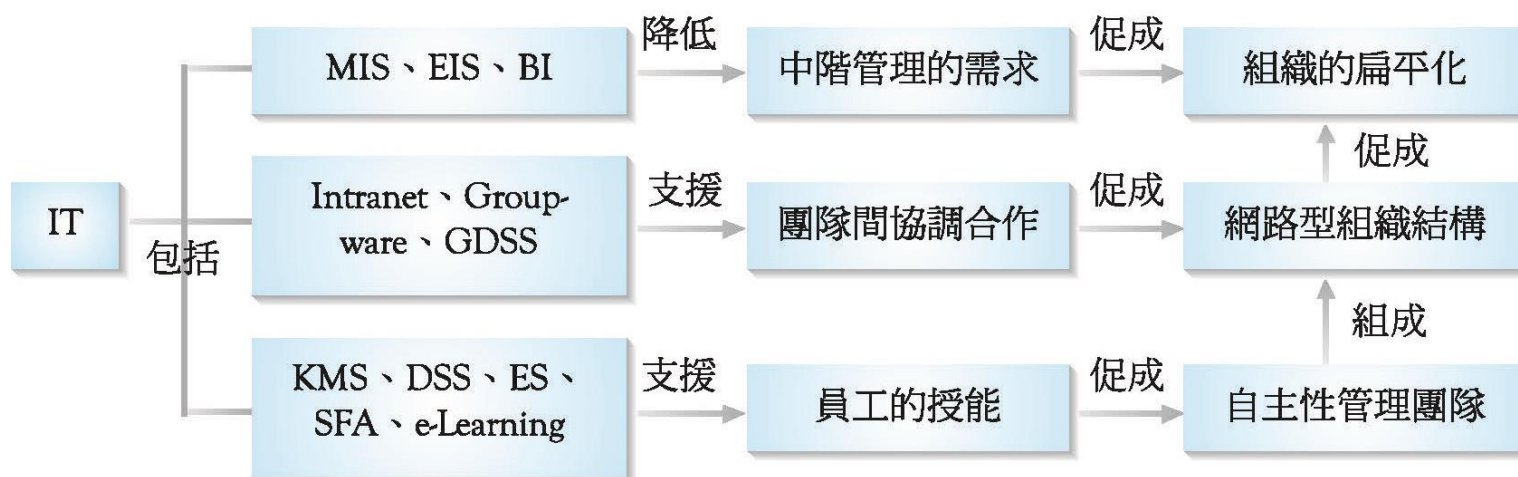 IT
包括
MIS、EIS、BI
降低
中階管理的需求
促成
組織的扁平化
促成
Intranet、Group-
ware、GDSS
支援
團隊間協調合作
促成
網路型組織結構
組成
KMS、DSS、ES、
SFA、e-Learning
支援
員工的授能
促成
自主性管理團隊